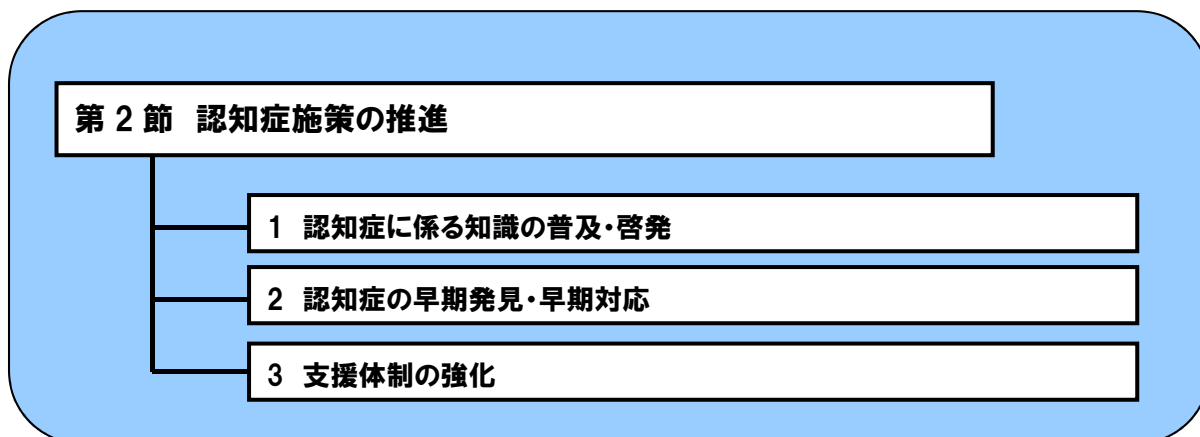 第2節 認知症施策の推進
1 認知症に係る知識の普及・啓発
2 認知症の早期発見・早期対応
3 支援体制の強化